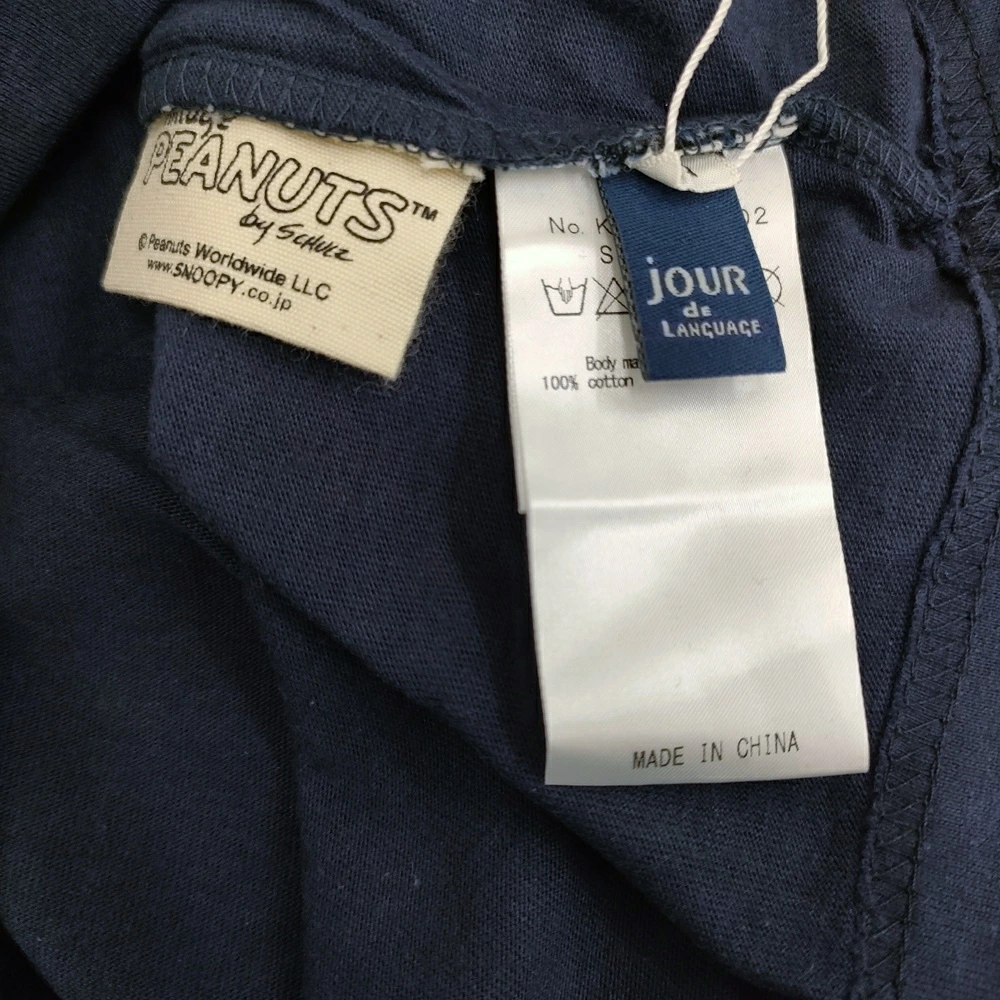 PEANUTS™
by SCHULZ
© Peanuts Worldwide LLC
www.SNOOPY.co.jp
No. K
02
S
jOUR
de
LANGUAGE
Body
100% cotton
MADE IN CHINA